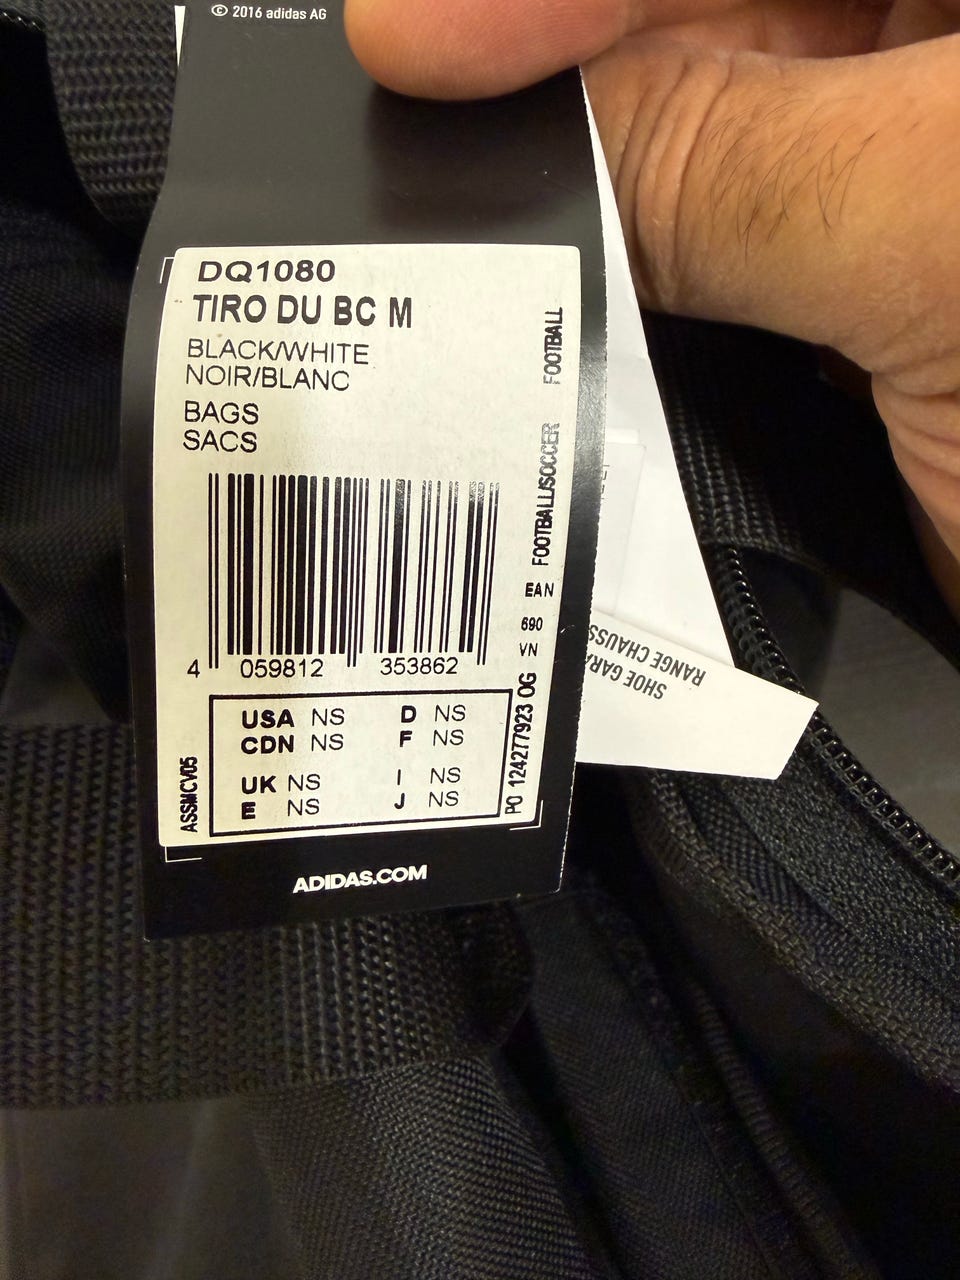 © 2016 adidas AG
DQ1080
TIRO DU BC M
BLACK/WHITE
NOIR/BLANC
BAGS
SACS
FOOTBALL/SOCCER FOOTBALL
EAN
690
VN
4 059812 353862
USA NS D NS
CDN NS F NS
UK NS I NS
E NS J NS
ASSMCV05
PO 124277923 OG
ADIDAS.COM
SHOE
RANGE